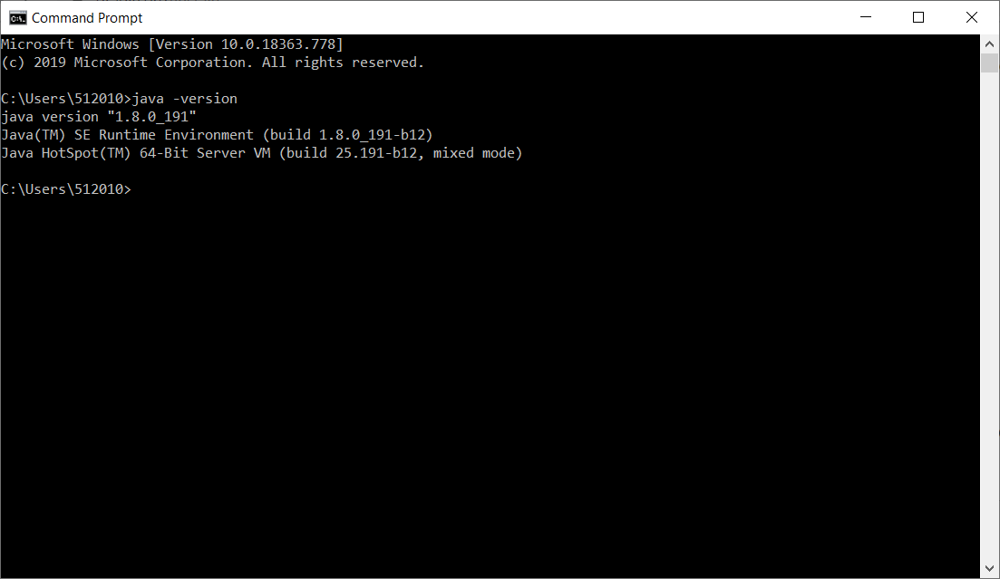 Command Prompt
Microsoft Windows [Version 10.0.18363.778]
(c) 2019 Microsoft Corporation. All rights reserved.
C:\Users\512010>java -version
java version "1.8.0_191"
Java(TM) SE Runtime Environment (build 1.8.0_191-b12)
Java HotSpot(TM) 64-Bit Server VM (build 25.191-b12, mixed mode)
C:\Users\512010>